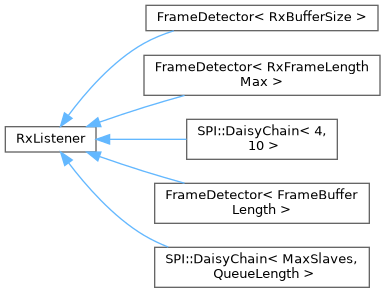 FrameDetector< RxBufferSize >
FrameDetector< RxFrameLength
Max >
RxListener
SPI::DaisyChain< 4,
10 >
FrameDetector< FrameBuffer
Length >
SPI::DaisyChain< MaxSlaves,
QueueLength >